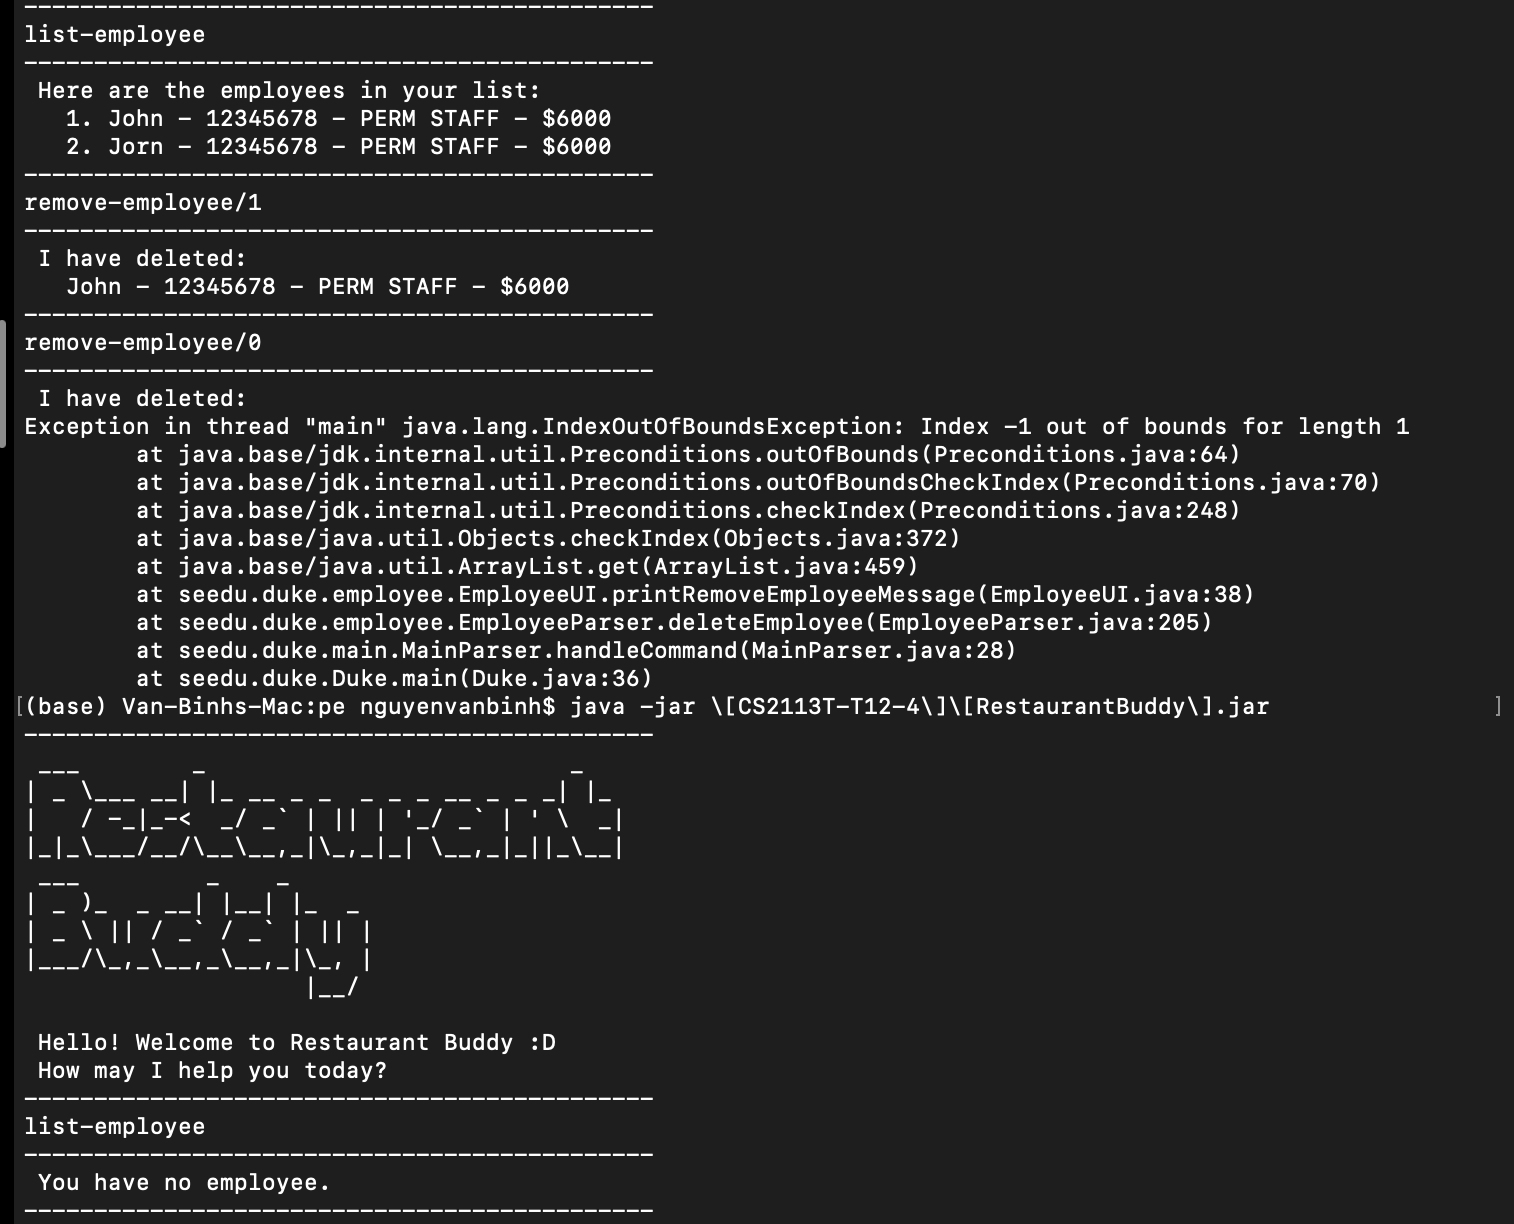 ---------------------------------------------
list-employee
---------------------------------------------
 Here are the employees in your list:
   1. John - 12345678 - PERM STAFF - $6000
   2. Jorn - 12345678 - PERM STAFF - $6000
---------------------------------------------
remove-employee/1
---------------------------------------------
 I have deleted:
   John - 12345678 - PERM STAFF - $6000
---------------------------------------------
remove-employee/0
---------------------------------------------
 I have deleted:
Exception in thread "main" java.lang.IndexOutOfBoundsException: Index -1 out of bounds for length 1
        at java.base/jdk.internal.util.Preconditions.outOfBounds(Preconditions.java:64)
        at java.base/jdk.internal.util.Preconditions.outOfBoundsCheckIndex(Preconditions.java:70)
        at java.base/jdk.internal.util.Preconditions.checkIndex(Preconditions.java:248)
        at java.base/java.util.Objects.checkIndex(Objects.java:372)
        at java.base/java.util.ArrayList.get(ArrayList.java:459)
        at seedu.duke.employee.EmployeeUI.printRemoveEmployeeMessage(EmployeeUI.java:38)
        at seedu.duke.employee.EmployeeParser.deleteEmployee(EmployeeParser.java:205)
        at seedu.duke.main.MainParser.handleCommand(MainParser.java:28)
        at seedu.duke.Duke.main(Duke.java:36)
[(base) Van-Binhs-Mac:pe nguyenvanbinh$ java -jar \[CS2113T-T12-4\]\[RestaurantBuddy\].jar ]
---------------------------------------------
Restaurant
Buddy
 Hello! Welcome to Restaurant Buddy :D
 How may I help you today?
---------------------------------------------
list-employee
---------------------------------------------
 You have no employee.
---------------------------------------------